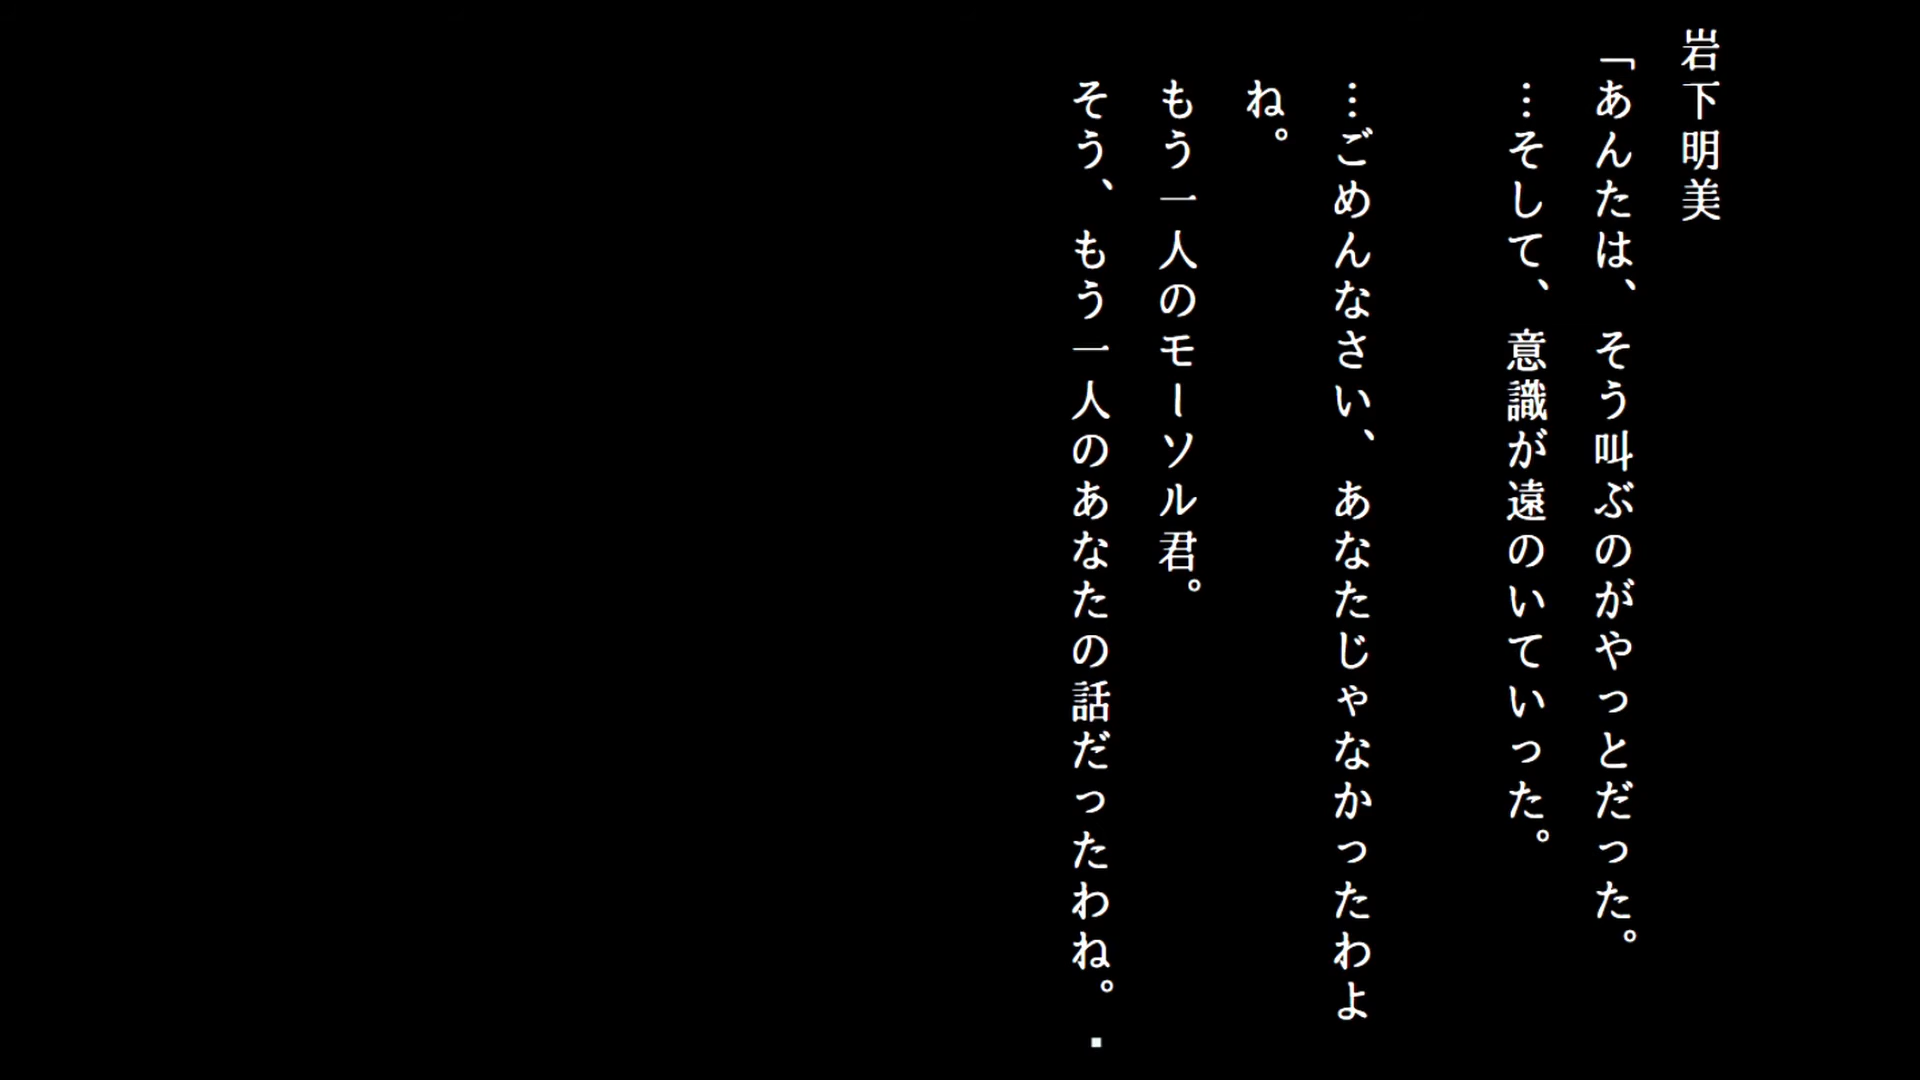 岩下明美
「あんたは、そう叫ぶのがやっとだった。
…そして、意識が遠のいていった。
…ごめんなさい、あなたじゃなかったわよ
ね。
もう一人のモーソル君。
そう、もう一人のあなたの話だったわね。